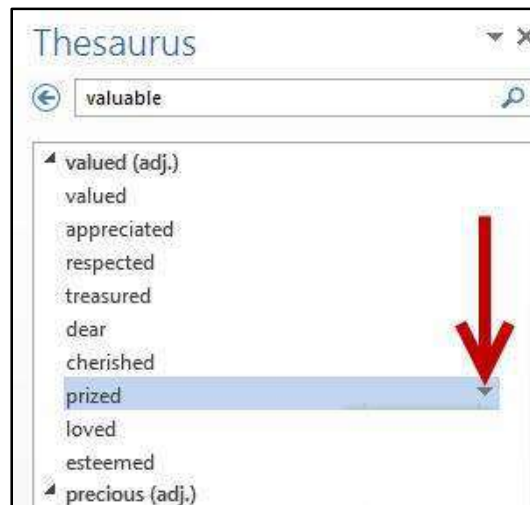 Thesaurus
valuable
valued (adj.)
valued
appreciated
respected
treasured
dear
cherished
prized
loved
esteemed
precious (adj.)